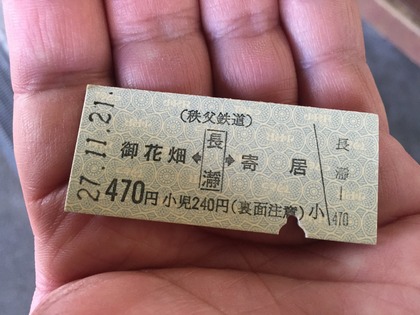 27.11.21.
(秩父鉄道)
御花畑⇔長瀞⇔寄居
470円 小児240円(裏面注意)小
長瀞―
470